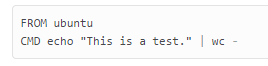 FROM ubuntu
CMD echo "This is a test." | wc -